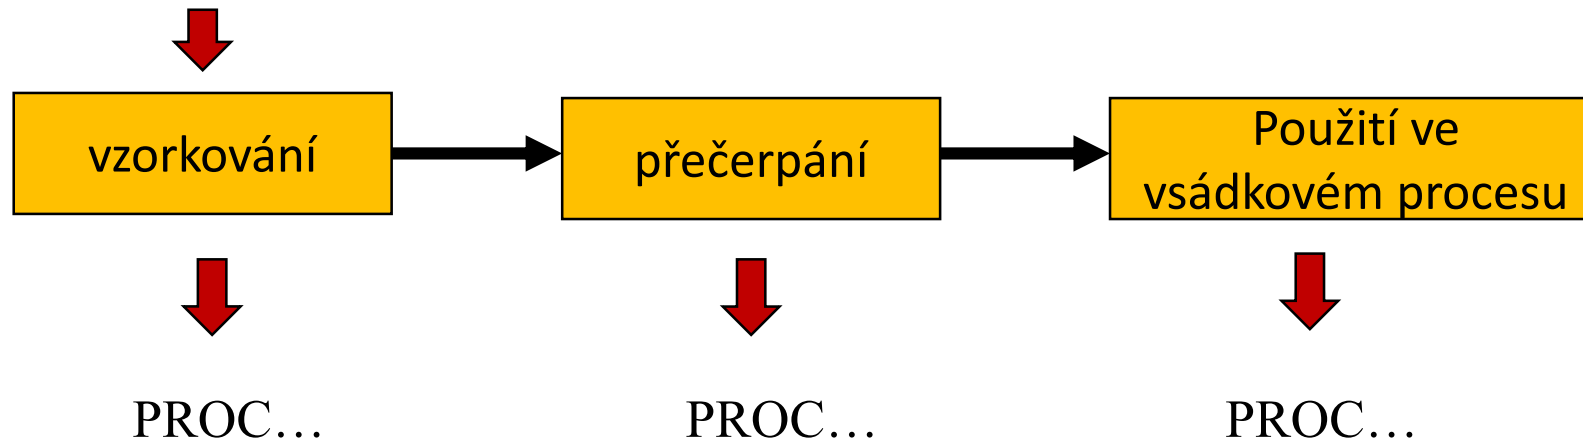 vzorkování
přečerpání
Použití ve
vsádkovém procesu
PROC…
PROC…
PROC…